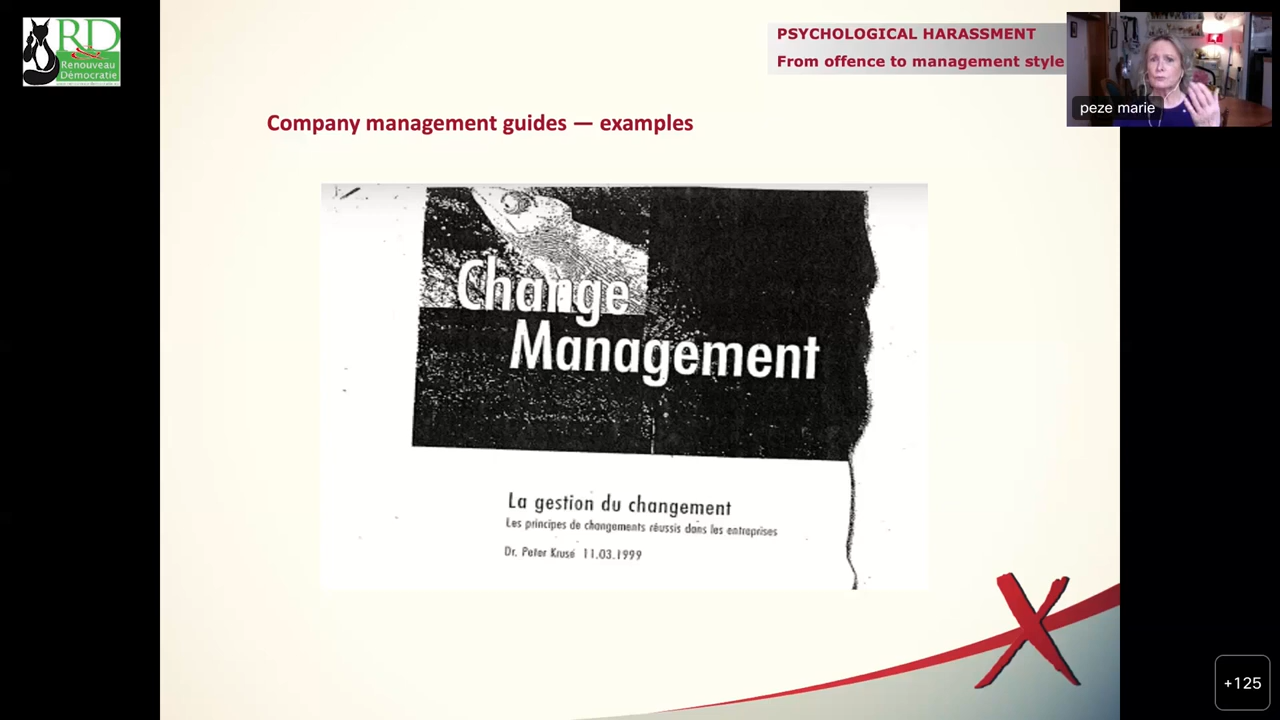 RD
Renouveau
& Démocratie
PSYCHOLOGICAL HARASSMENT
From offence to management style
peze marie
Company management guides — examples
Change
Management
La gestion du changement
Les principes de changements réussis dans les entreprises
Dr. Peter Kruse 11.03.1999
+125